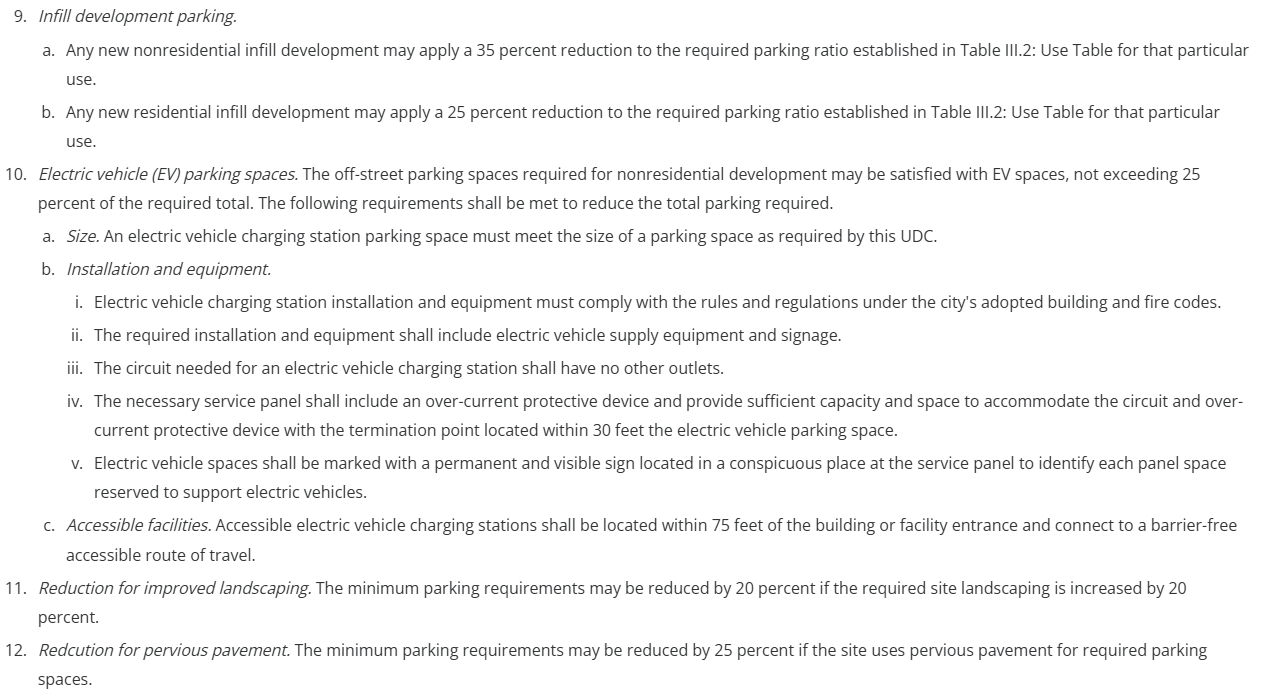 9. Infill development parking.
a. Any new nonresidential infill development may apply a 35 percent reduction to the required parking ratio established in Table III.2: Use Table for that particular
use.
b. Any new residential infill development may apply a 25 percent reduction to the required parking ratio established in Table III.2: Use Table for that particular
use.
10. Electric vehicle (EV) parking spaces. The off-street parking spaces required for nonresidential development may be satisfied with EV spaces, not exceeding 25
percent of the required total. The following requirements shall be met to reduce the total parking required.
a. Size. An electric vehicle charging station parking space must meet the size of a parking space as required by this UDC.
b. Installation and equipment.
i. Electric vehicle charging station installation and equipment must comply with the rules and regulations under the city's adopted building and fire codes.
ii. The required installation and equipment shall include electric vehicle supply equipment and signage.
iii. The circuit needed for an electric vehicle charging station shall have no other outlets.
iv. The necessary service panel shall include an over-current protective device and provide sufficient capacity and space to accommodate the circuit and over-
current protective device with the termination point located within 30 feet the electric vehicle parking space.
v. Electric vehicle spaces shall be marked with a permanent and visible sign located in a conspicuous place at the service panel to identify each panel space
reserved to support electric vehicles.
c. Accessible facilities. Accessible electric vehicle charging stations shall be located within 75 feet of the building or facility entrance and connect to a barrier-free
accessible route of travel.
11. Reduction for improved landscaping. The minimum parking requirements may be reduced by 20 percent if the required site landscaping is increased by 20
percent.
12. Redcution for pervious pavement. The minimum parking requirements may be reduced by 25 percent if the site uses pervious pavement for required parking
spaces.